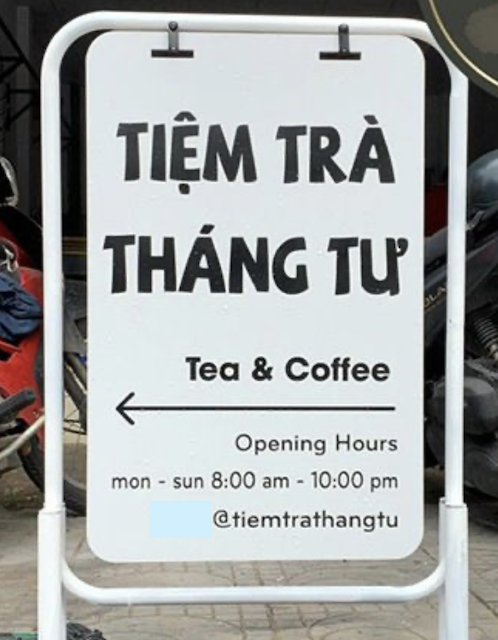 TIỆM TRÀ
THÁNG TƯ
Tea & Coffee
Opening Hours
mon - sun 8:00 am - 10:00 pm
@tiemtrathangtu